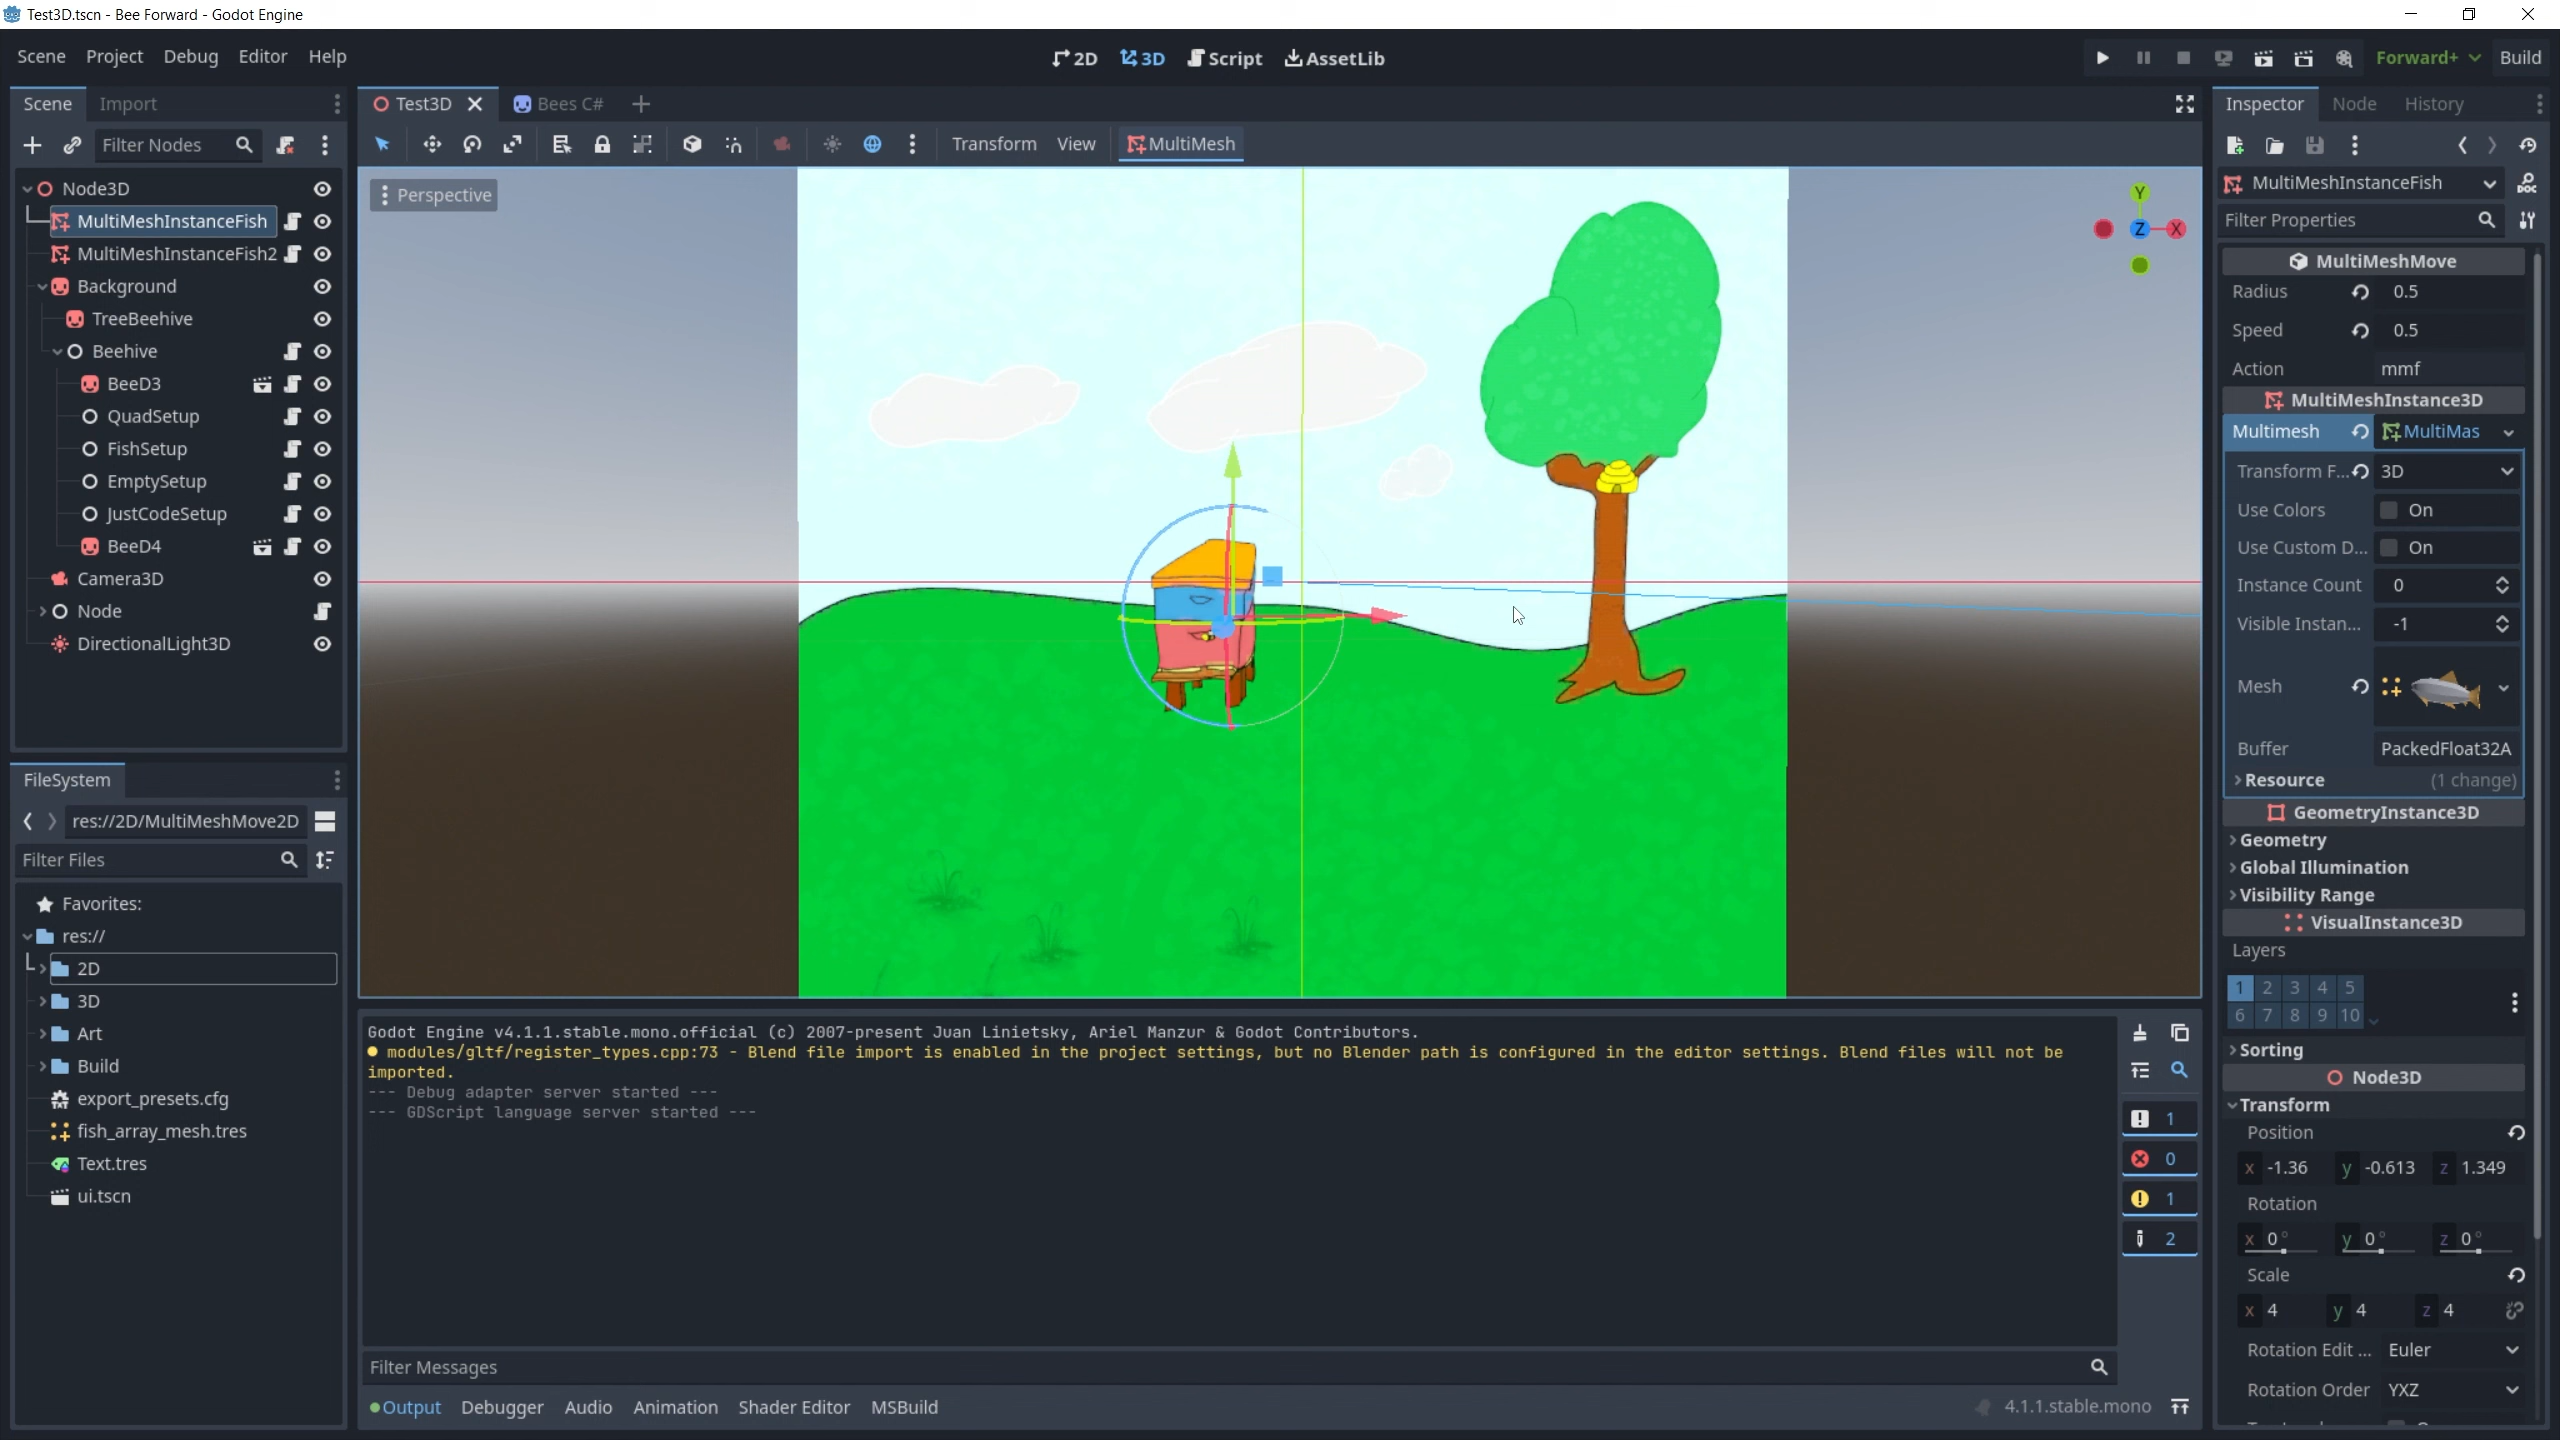 Test3D.tscn - Bee Forward - Godot Engine
Scene Project Debug Editor Help
2D 3D Script AssetLib
Forward+ Build
Scene Import
Filter Nodes
Node3D
MultiMeshInstanceFish
MultiMeshInstanceFish2
Background
TreeBeehive
Beehive
BeeD3
QuadSetup
FishSetup
EmptySetup
JustCodeSetup
BeeD4
Camera3D
Node
DirectionalLight3D
FileSystem
res://2D/MultiMeshMove2D
Filter Files
Favorites:
res://
2D
3D
Art
Build
export_presets.cfg
fish_array_mesh.tres
Text.tres
ui.tscn
Test3D Bees C#
Transform View MultiMesh
Perspective
Y
Z X
Godot Engine v4.1.1.stable.mono.official (c) 2007-present Juan Linietsky, Ariel Manzur & Godot Contributors.
modules/gltf/register_types.cpp:73 - Blend file import is enabled in the project settings, but no Blender path is configured in the editor settings. Blend files will not be
imported.
--- Debug adapter server started ---
--- GDScript language server started ---
1
0
1
2
Filter Messages
Output Debugger Audio Animation Shader Editor MSBuild
4.1.1.stable.mono
Inspector Node History
MultiMeshInstanceFish
DOC
Filter Properties
MultiMeshMove
Radius 0.5
Speed 0.5
Action mmf
MultiMeshInstance3D
Multimesh MultiMas
Transform F... 3D
Use Colors On
Use Custom D... On
Instance Count 0
Visible Instan... -1
Mesh
Buffer PackedFloat32A
Resource (1 change)
GeometryInstance3D
Geometry
Global Illumination
Visibility Range
VisualInstance3D
Layers
1 2 3 4 5
6 7 8 9 10
Sorting
Node3D
Transform
Position
x -1.36 y -0.613 z 1.349
Rotation
x 0° y 0° z 0°
Scale
x 4 y 4 z 4
Rotation Edit ... Euler
Rotation Order YXZ